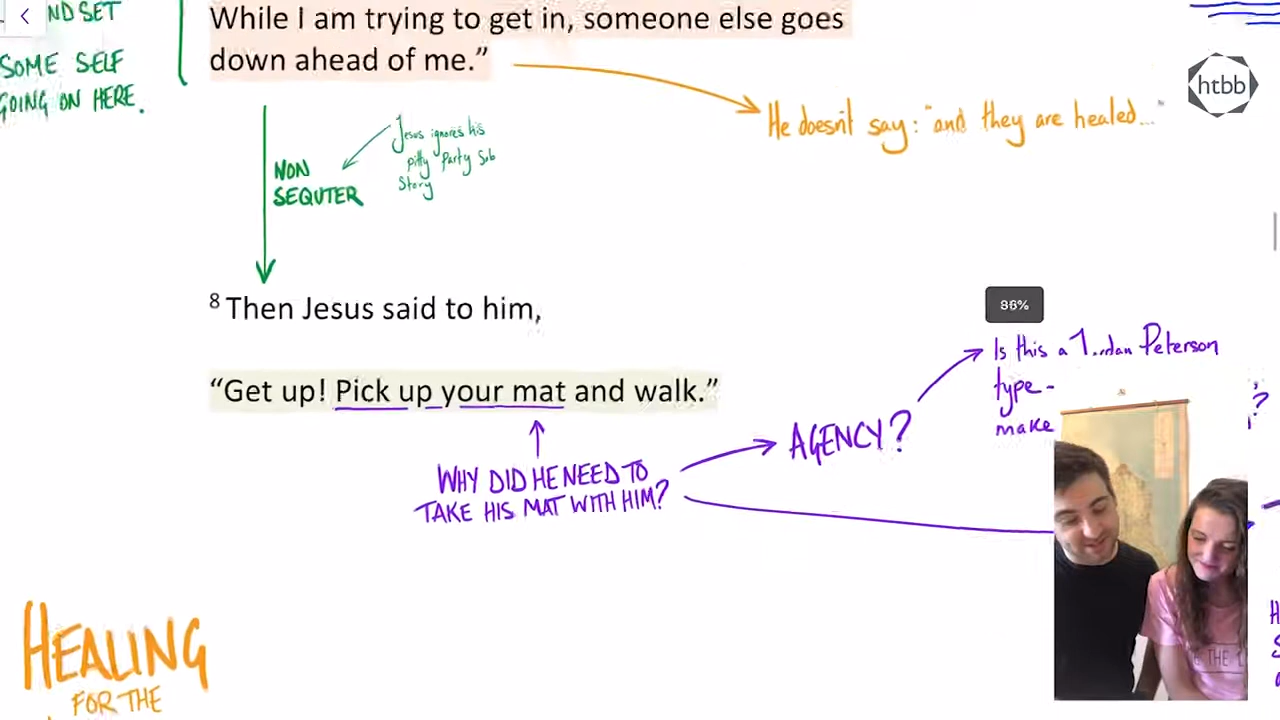 NDSET
SOME SELF
GOING ON HERE.
While I am trying to get in, someone else goes
down ahead of me.”
htbb
He doesn't say: "and they are healed..."
Jesus ignores his
pitty Party Sob
Story
NON
SEQUTER
8 Then Jesus said to him,
86%
Is this a Peterson
type-
make
?
“Get up! Pick up your mat and walk.”
AGENCY?
WHY DID HE NEED TO
TAKE HIS MAT WITH HIM?
HEALING
FOR THE
E THE L